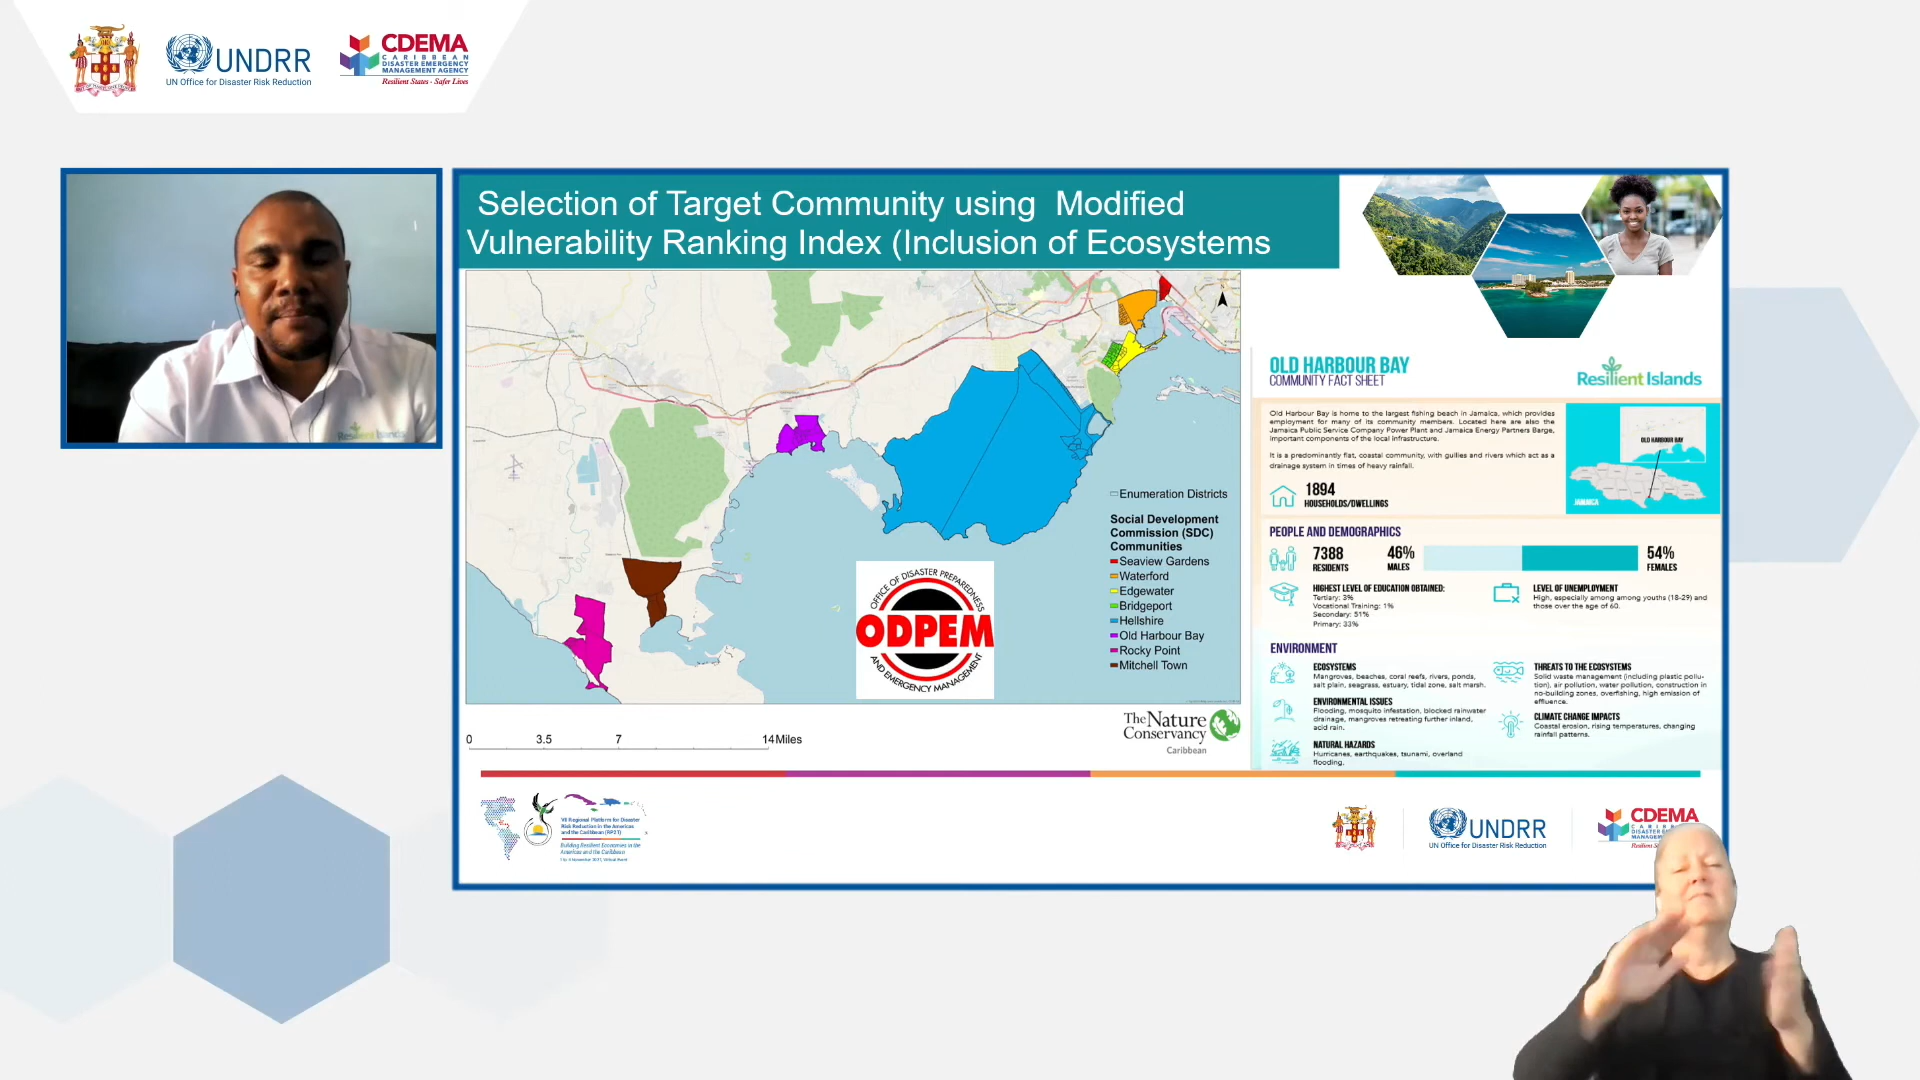 UNDRR
UN Office for Disaster Risk Reduction
CDEMA
CARIBBEAN
DISASTER EMERGENCY
MANAGEMENT AGENCY
Resilient States - Safer Lives
Resilient Islands
Selection of Target Community using Modified
Vulnerability Ranking Index (Inclusion of Ecosystems
Enumeration Districts
Social Development
Commission (SDC)
Communities
Seaview Gardens
Waterford
Edgewater
Bridgeport
Hellshire
Old Harbour Bay
Rocky Point
Mitchell Town
OFFICE OF DISASTER PREPAREDNESS
ODPEM
AND EMERGENCY MANAGEMENT
0 3.5 7 14 Miles
The Nature
Conservancy
Caribbean
OLD HARBOUR BAY
COMMUNITY FACT SHEET
Resilient Islands
Old Harbour Bay is home to the largest fishing beach in Jamaica, which provides
employment for many of its community members. Located here are also the
Jamaica Public Service Company Power Plant and Jamaica Energy Partners Barge,
important components of the local infrastructure.
It is a predominantly flat, coastal community, with gullies and rivers which act as a
drainage system in times of heavy rainfall.
OLD HARBOUR BAY
JAMAICA
1894
HOUSEHOLDS/DWELLINGS
PEOPLE AND DEMOGRAPHICS
7388
RESIDENTS
46%
MALES
54%
FEMALES
HIGHEST LEVEL OF EDUCATION OBTAINED:
Tertiary: 3%
Vocational Training: 1%
Secondary: 51%
Primary: 33%
LEVEL OF UNEMPLOYMENT
High, especially among among youths (18-29) and
those over the age of 60.
ENVIRONMENT
ECOSYSTEMS
Mangroves, beaches, coral reefs, rivers, ponds,
salt plain, seagrass, estuary, tidal zone, salt marsh.
ENVIRONMENTAL ISSUES
Flooding, mosquito infestation, blocked rainwater
drainage, mangroves retreating further inland,
acid rain.
NATURAL HAZARDS
Hurricanes, earthquakes, tsunami, overland
flooding.
THREATS TO THE ECOSYSTEMS
Solid waste management (including plastic pollu-
tion), air pollution, water pollution, construction in
no-building zones, overfishing, high emission of
effluence.
CLIMATE CHANGE IMPACTS
Coastal erosion, rising temperatures, changing
rainfall patterns.
VII Regional Platform for Disaster
Risk Reduction in the Americas
and the Caribbean (RP21)
Building Resilient Economies in the
Americas and the Caribbean
UNDRR
UN Office for Disaster Risk Reduction
CDEMA